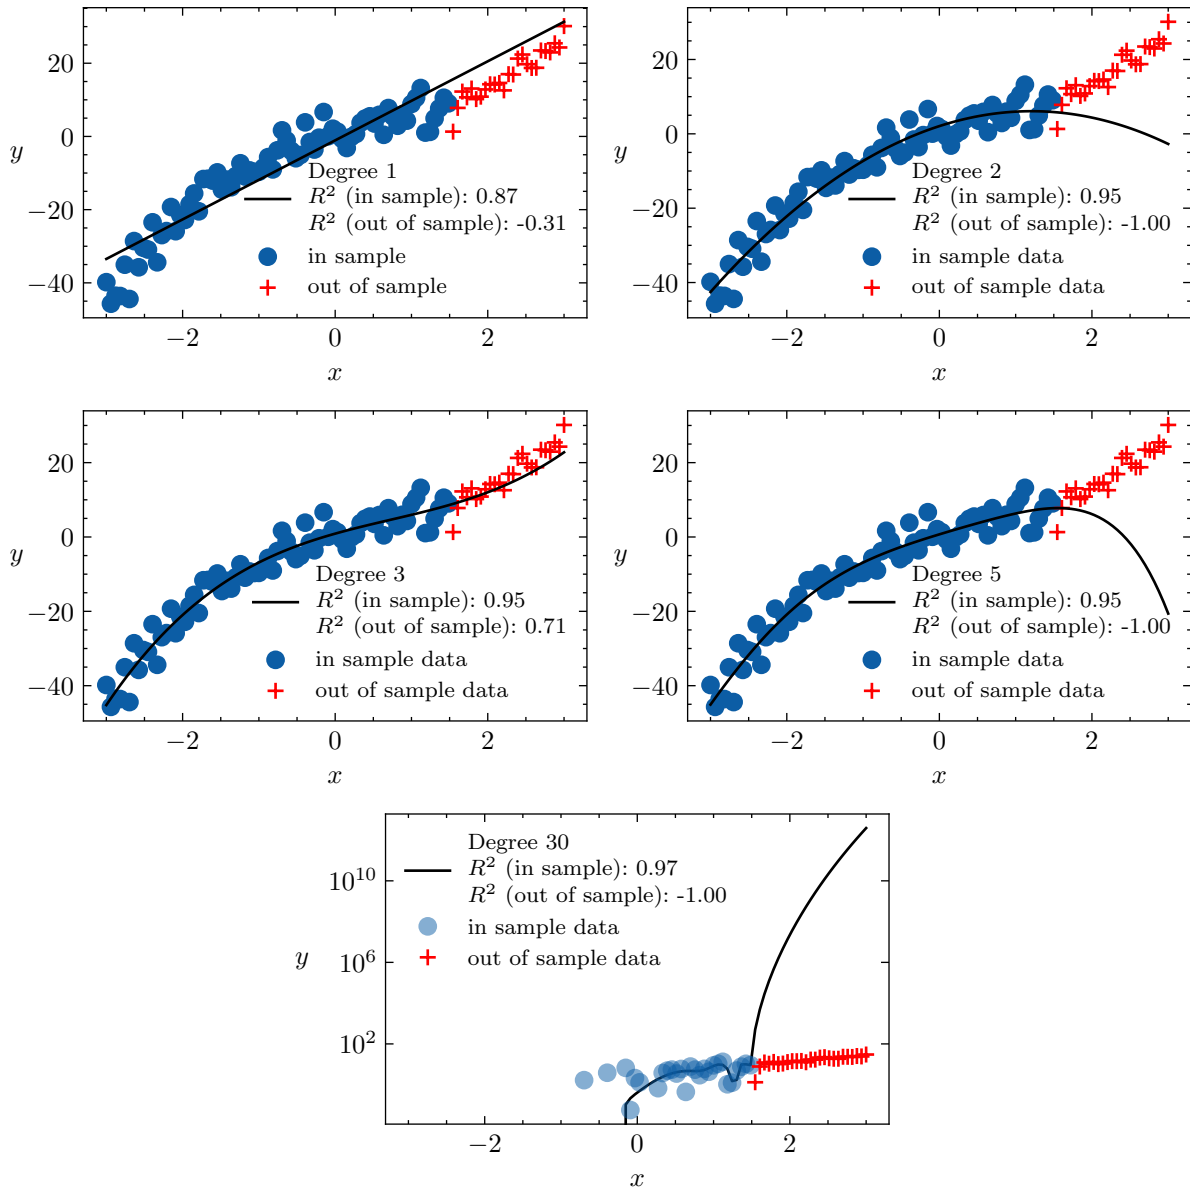 20
0
−20
−40
y
Degree 1
R² (in sample): 0.87
R² (out of sample): -0.31
in sample
out of sample
−2 0 2
x
20
0
−20
−40
y
Degree 2
R² (in sample): 0.95
R² (out of sample): -1.00
in sample data
out of sample data
−2 0 2
x
20
0
−20
−40
y
Degree 3
R² (in sample): 0.95
R² (out of sample): 0.71
in sample data
out of sample data
−2 0 2
x
20
0
−20
−40
y
Degree 5
R² (in sample): 0.95
R² (out of sample): -1.00
in sample data
out of sample data
−2 0 2
x
10¹⁰
10⁶
10²
y
Degree 30
R² (in sample): 0.97
R² (out of sample): -1.00
in sample data
out of sample data
−2 0 2
x